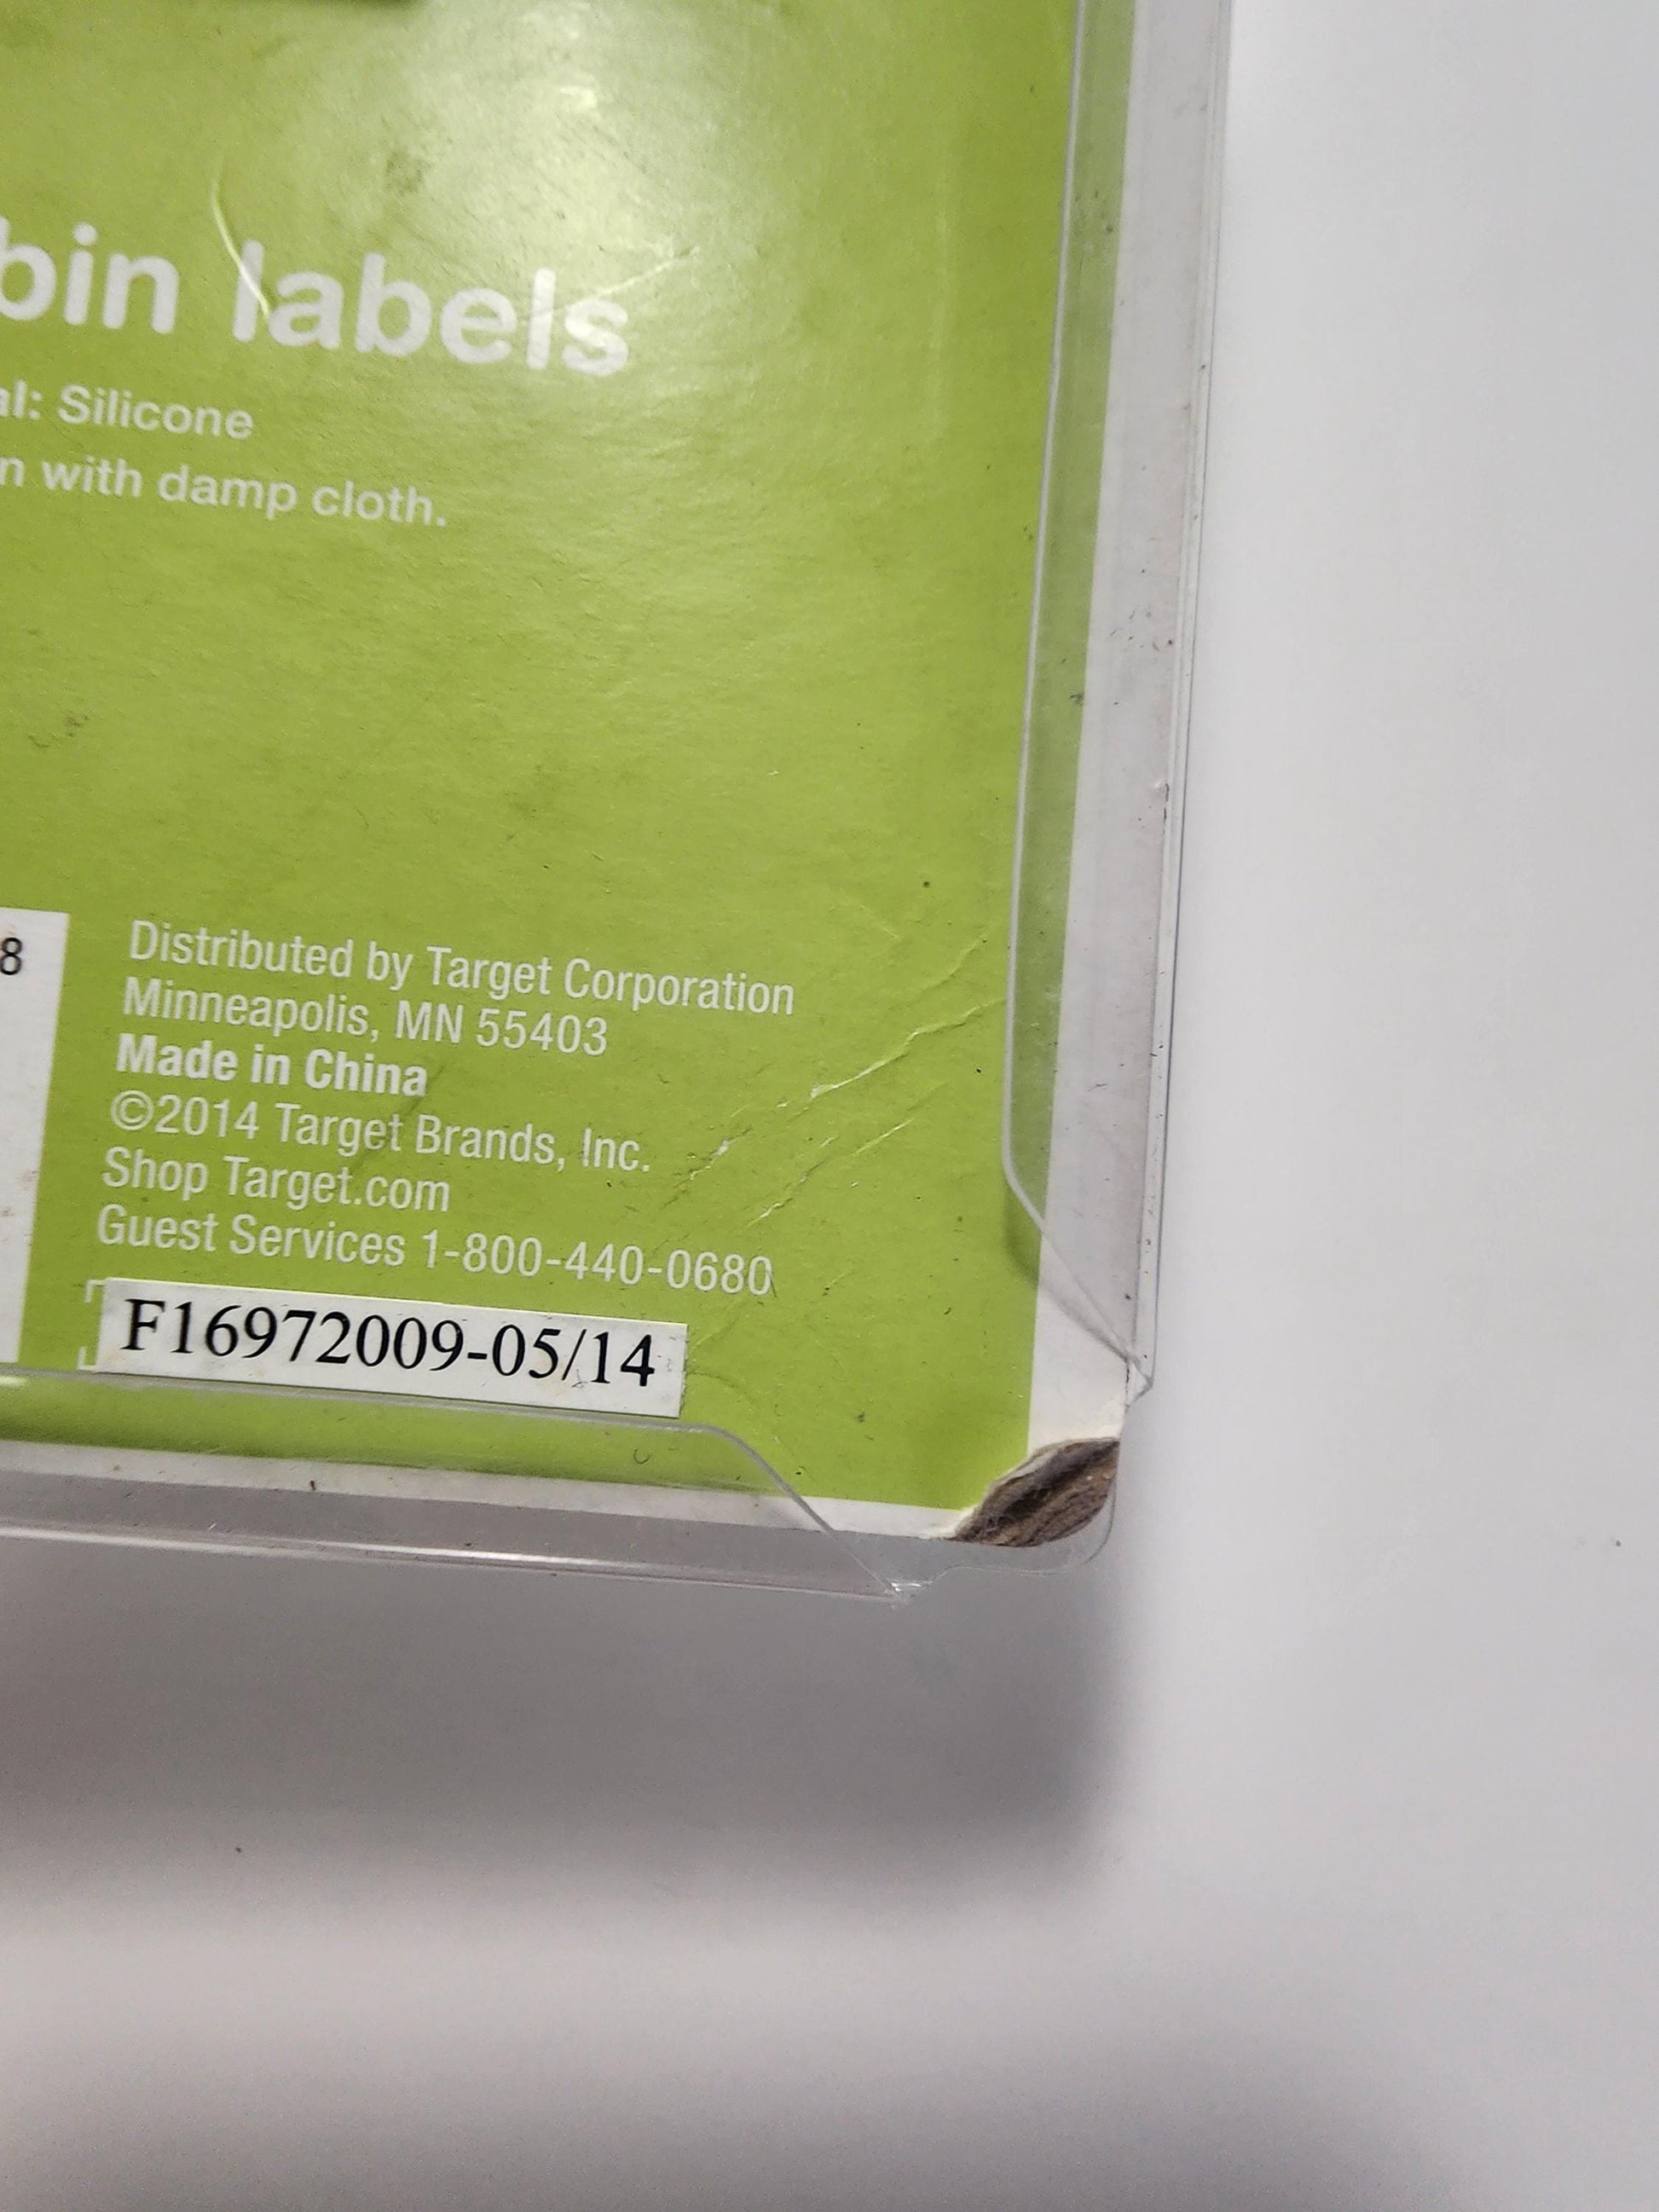 bin labels
al: Silicone
n with damp cloth.
8
Distributed by Target Corporation
Minneapolis, MN 55403
Made in China
©2014 Target Brands, Inc.
Shop Target.com
Guest Services 1-800-440-0680
F16972009-05/14